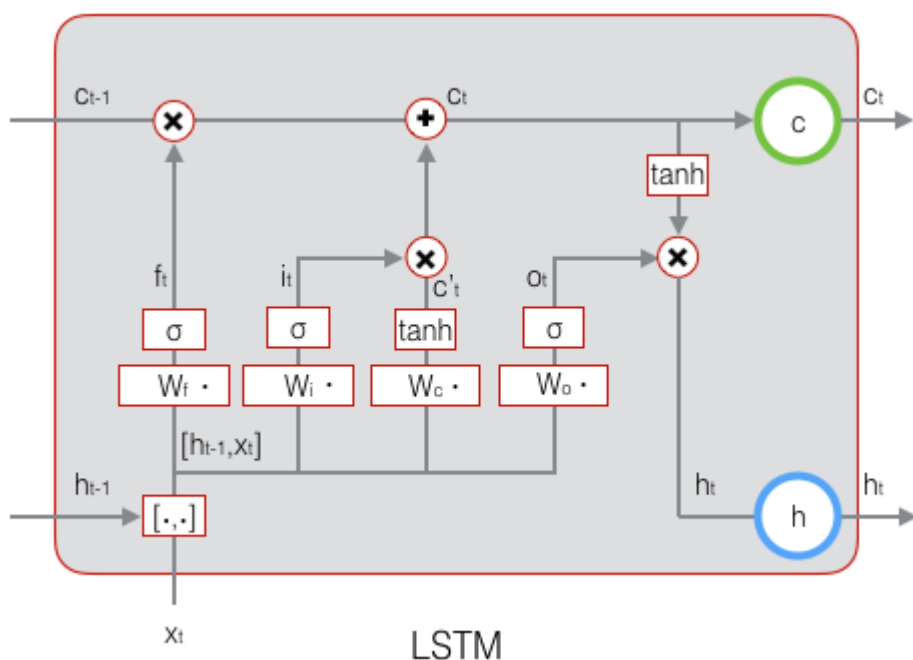 Ct-1
Ct
Ct
c
tanh
ft
it
c't
ot
σ
σ
tanh
σ
Wf ·
Wi ·
Wc ·
Wo ·
[ht-1,xt]
ht-1
[·,·]
ht
h
ht
xt
LSTM